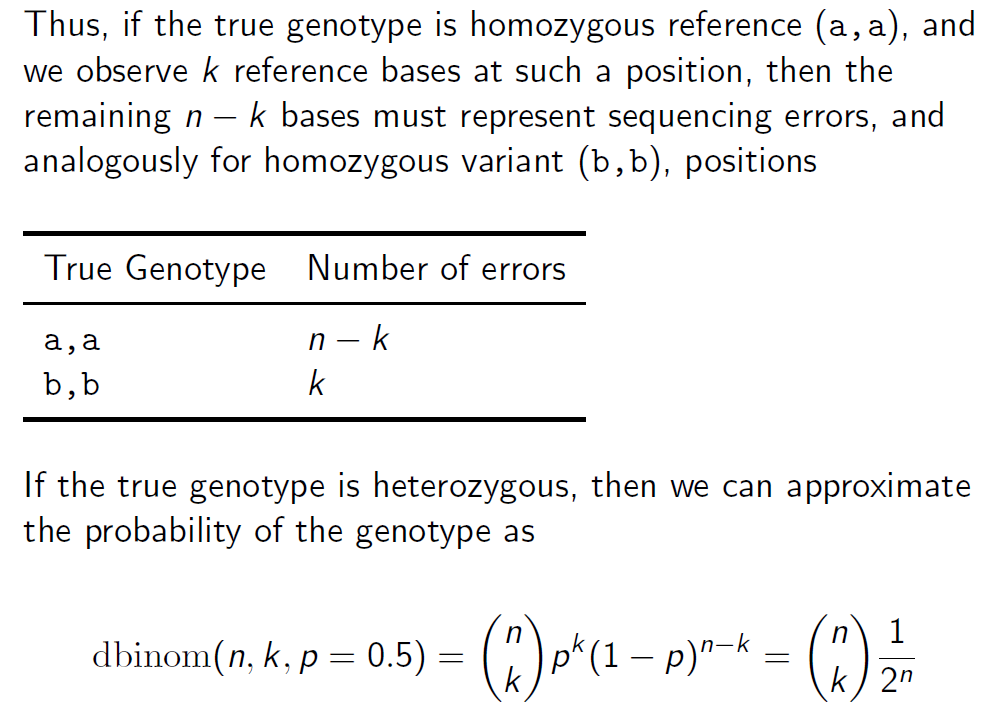 Thus, if the true genotype is homozygous reference (a,a), and
we observe k reference bases at such a position, then the
remaining n − k bases must represent sequencing errors, and
analogously for homozygous variant (b,b), positions
True Genotype Number of errors
a,a n − k
b,b k
If the true genotype is heterozygous, then we can approximate
the probability of the genotype as
dbinom(n, k, p = 0.5) = \binom{n}{k} p^k (1 − p)^{n−k} = \binom{n}{k} \frac{1}{2^n}